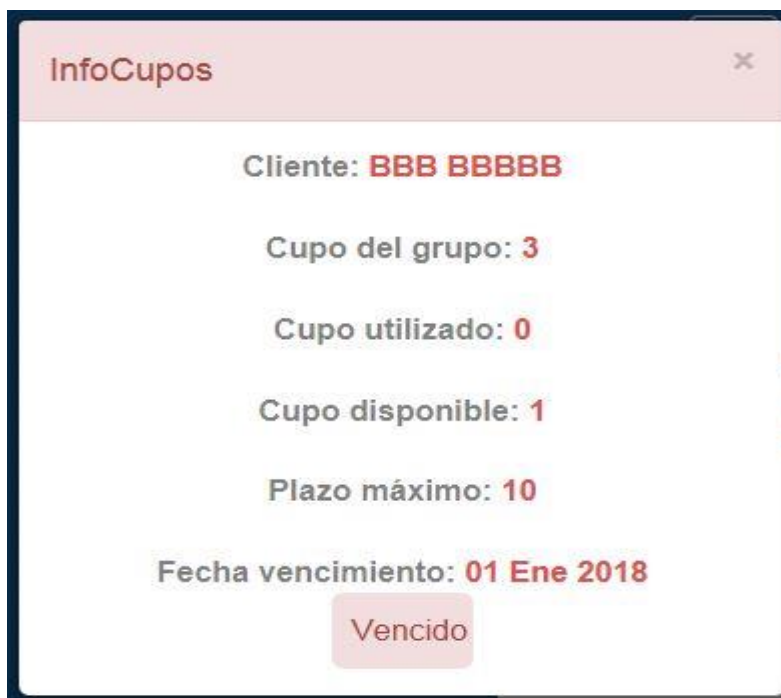 InfoCupos
×
Cliente: BBB BBBBB
Cupo del grupo: 3
Cupo utilizado: 0
Cupo disponible: 1
Plazo máximo: 10
Fecha vencimiento: 01 Ene 2018
Vencido